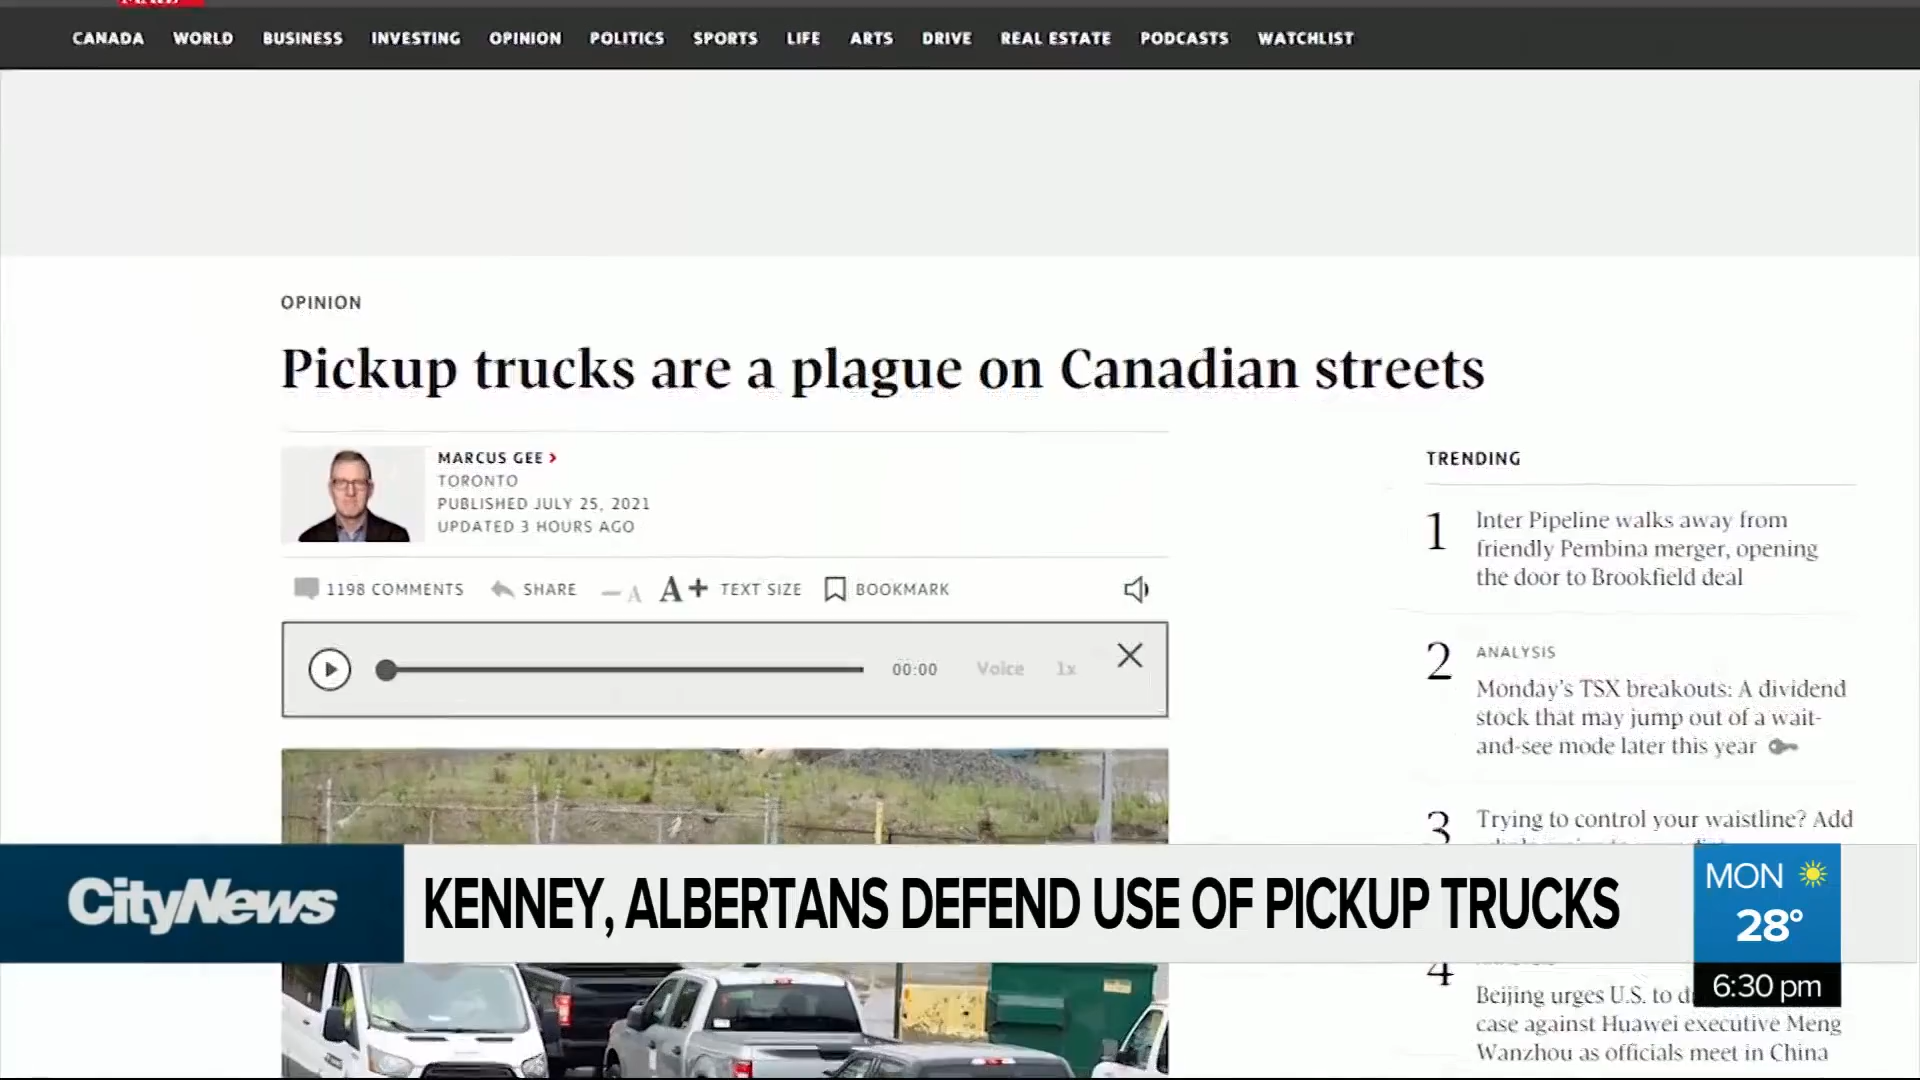 CANADA WORLD BUSINESS INVESTING OPINION POLITICS SPORTS LIFE ARTS DRIVE REAL ESTATE PODCASTS WATCHLIST
OPINION
Pickup trucks are a plague on Canadian streets
MARCUS GEE
TORONTO
PUBLISHED JULY 25, 2021
UPDATED 3 HOURS AGO
1198 COMMENTS SHARE – A A+ TEXT SIZE BOOKMARK
00:00 Voice 1x
TRENDING
1 Inter Pipeline walks away from
friendly Pembina merger, opening
the door to Brookfield deal
2 ANALYSIS
Monday's TSX breakouts: A dividend
stock that may jump out of a wait-
and-see mode later this year
3 Trying to control your waistline? Add
4
Beijing urges U.S. to
case against Huawei executive Meng
Wanzhou as officials meet in China
CityNews
KENNEY, ALBERTANS DEFEND USE OF PICKUP TRUCKS
MON
28°
6:30 pm